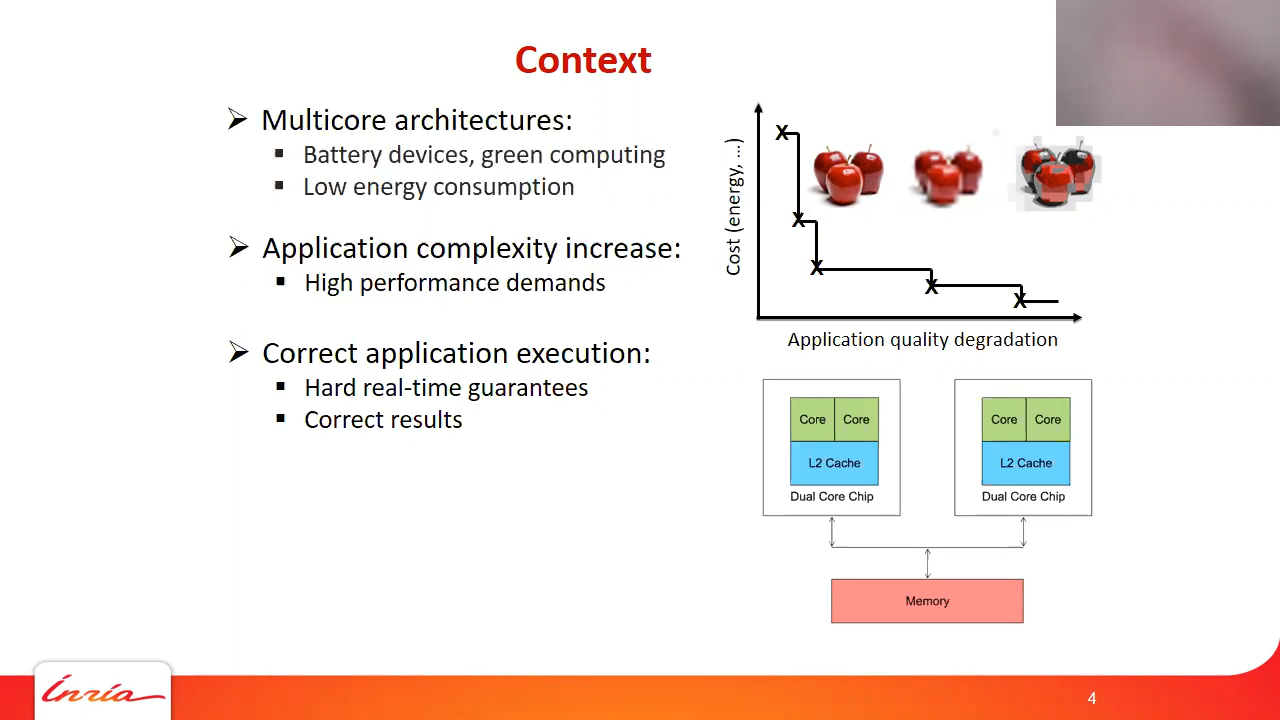 Context
Multicore architectures:
Battery devices, green computing
Low energy consumption
Application complexity increase:
High performance demands
Correct application execution:
Hard real-time guarantees
Correct results
Cost (energy, ...)
X
X
X
X
X
Application quality degradation
Core Core
L2 Cache
Dual Core Chip
Core Core
L2 Cache
Dual Core Chip
Memory
Inria
4